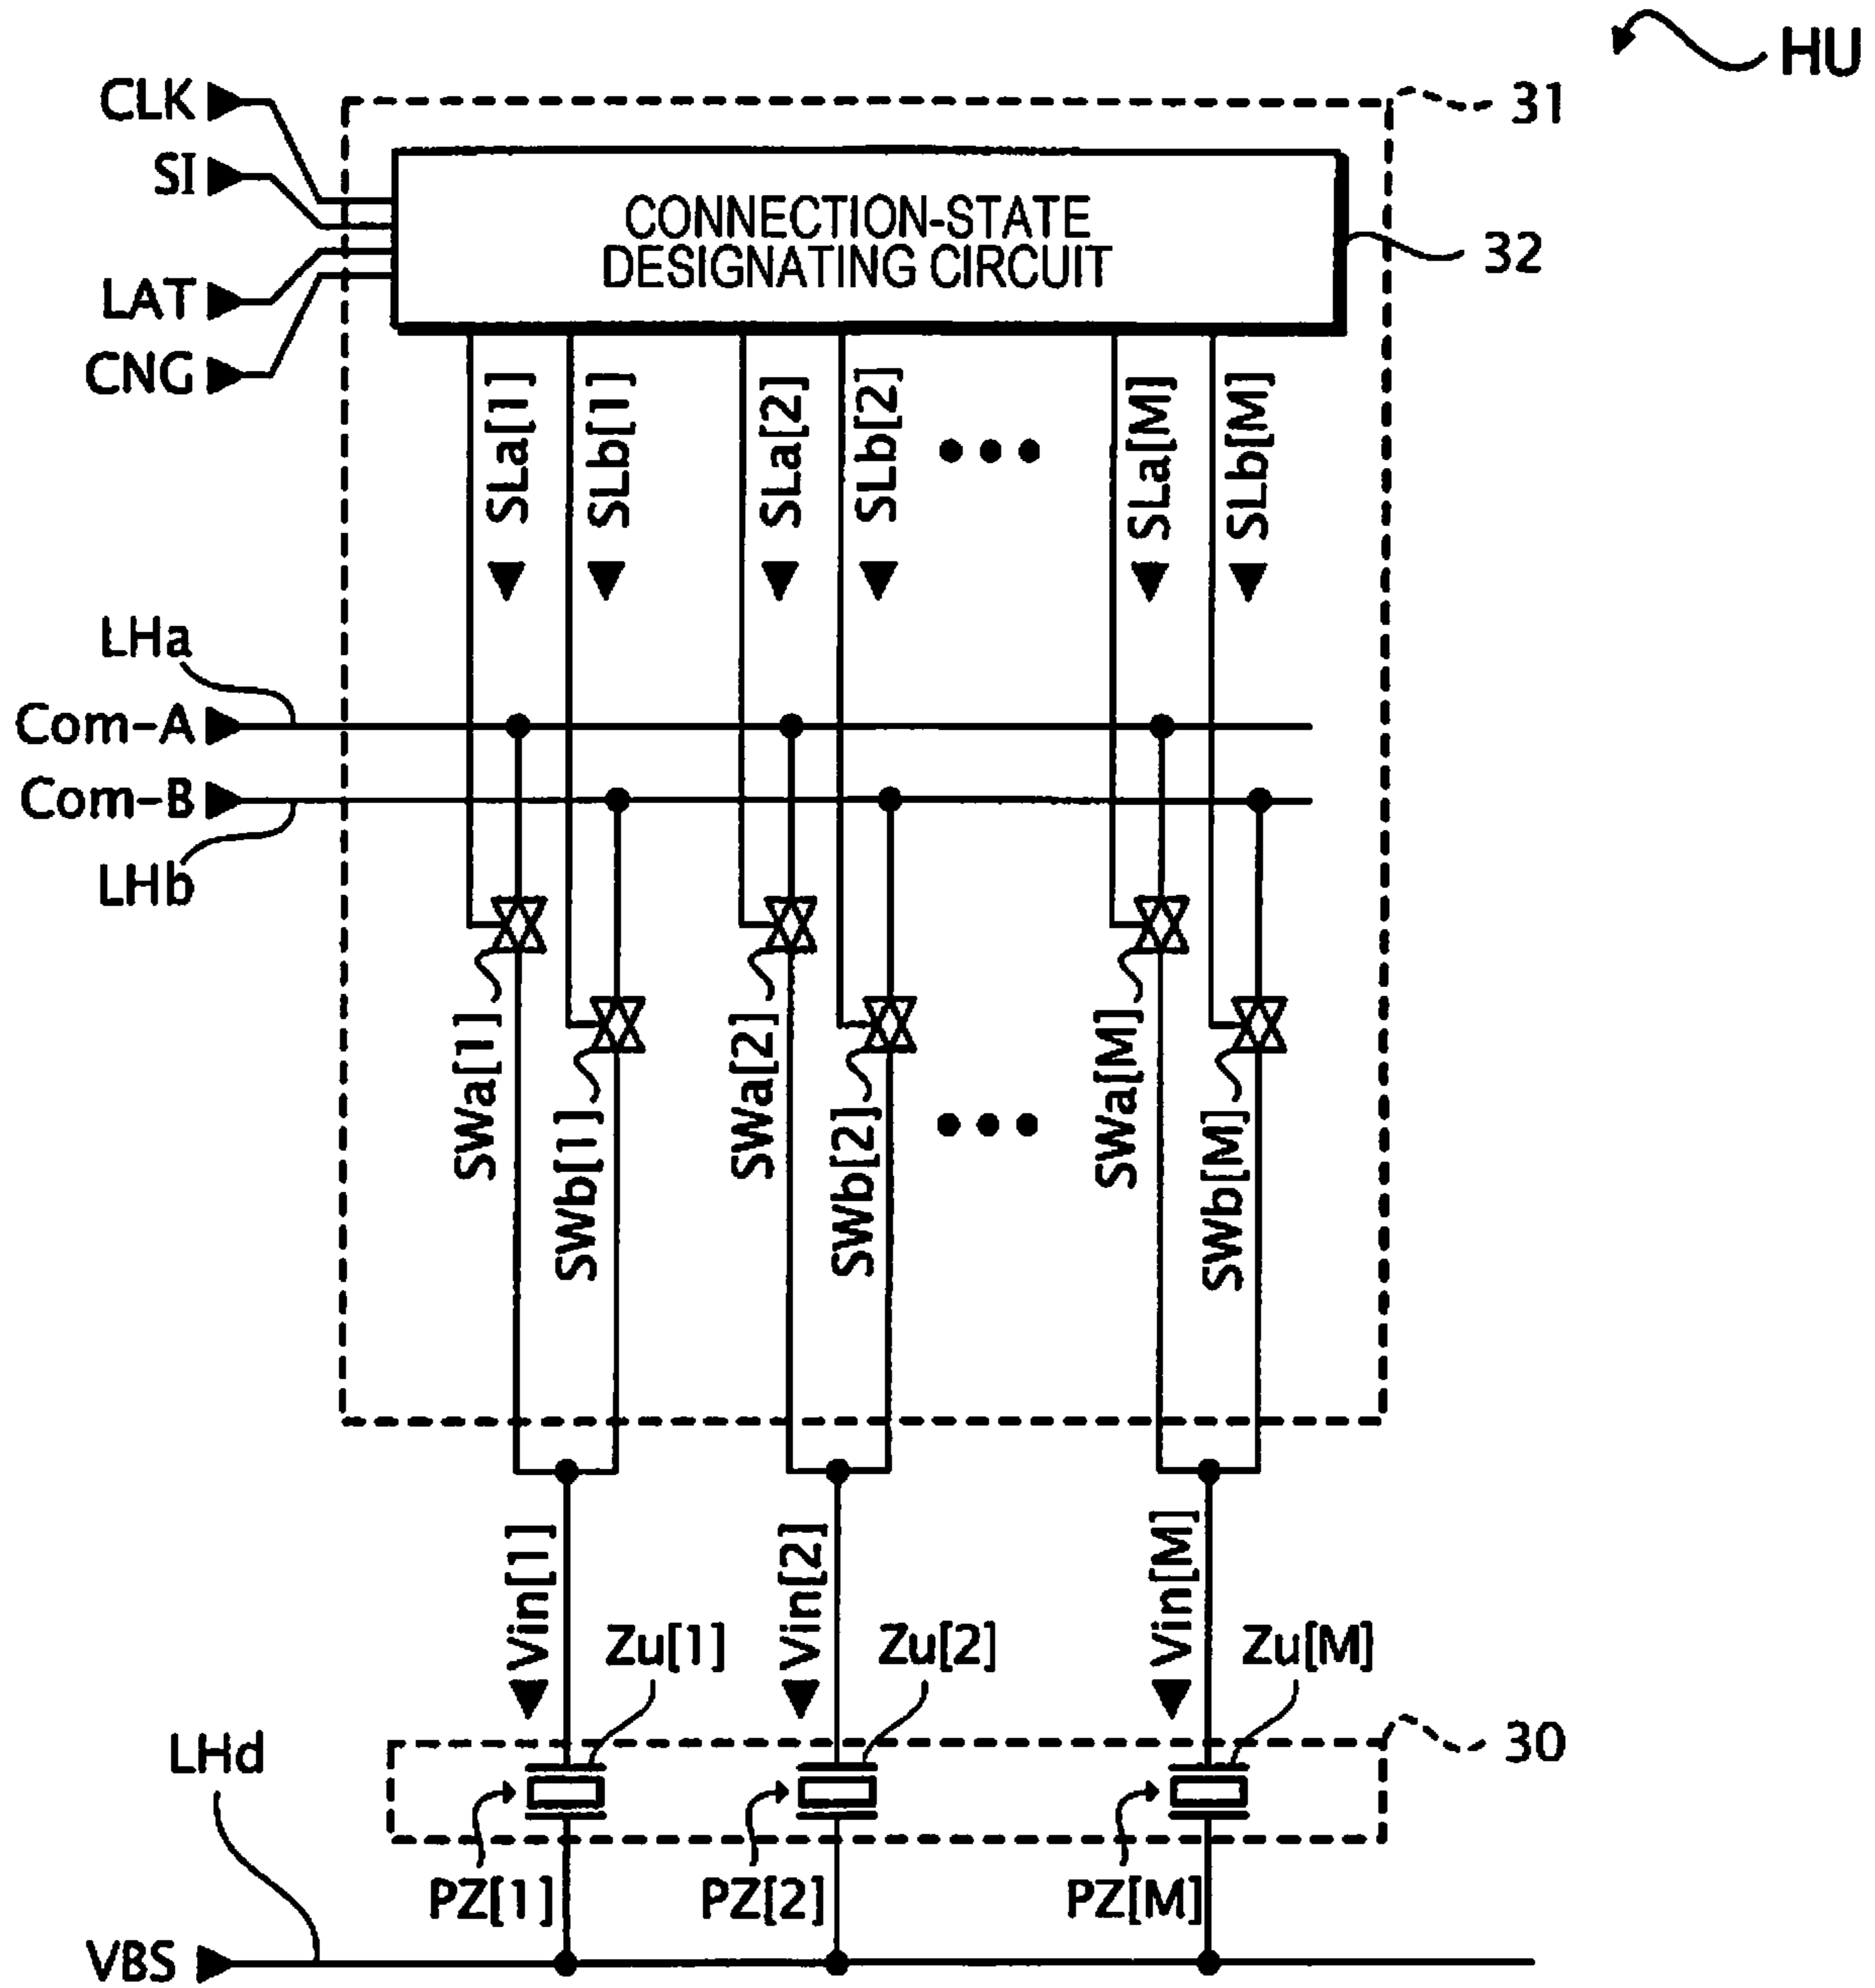 HU
CLK
31
SI
CONNECTION-STATE
DESIGNATING CIRCUIT
32
LAT
CNG
SLa[1]
SLb[1]
SLa[2]
SLb[2]
SLa[M]
SLb[M]
LHa
Com-A
Com-B
LHb
SWa[1]
SWb[1]
SWa[2]
SWb[2]
SWa[M]
SWb[M]
Vin[1]
Zu[1]
Vin[2]
Zu[2]
Vin[M]
Zu[M]
LHd
30
PZ[1]
PZ[2]
PZ[M]
VBS